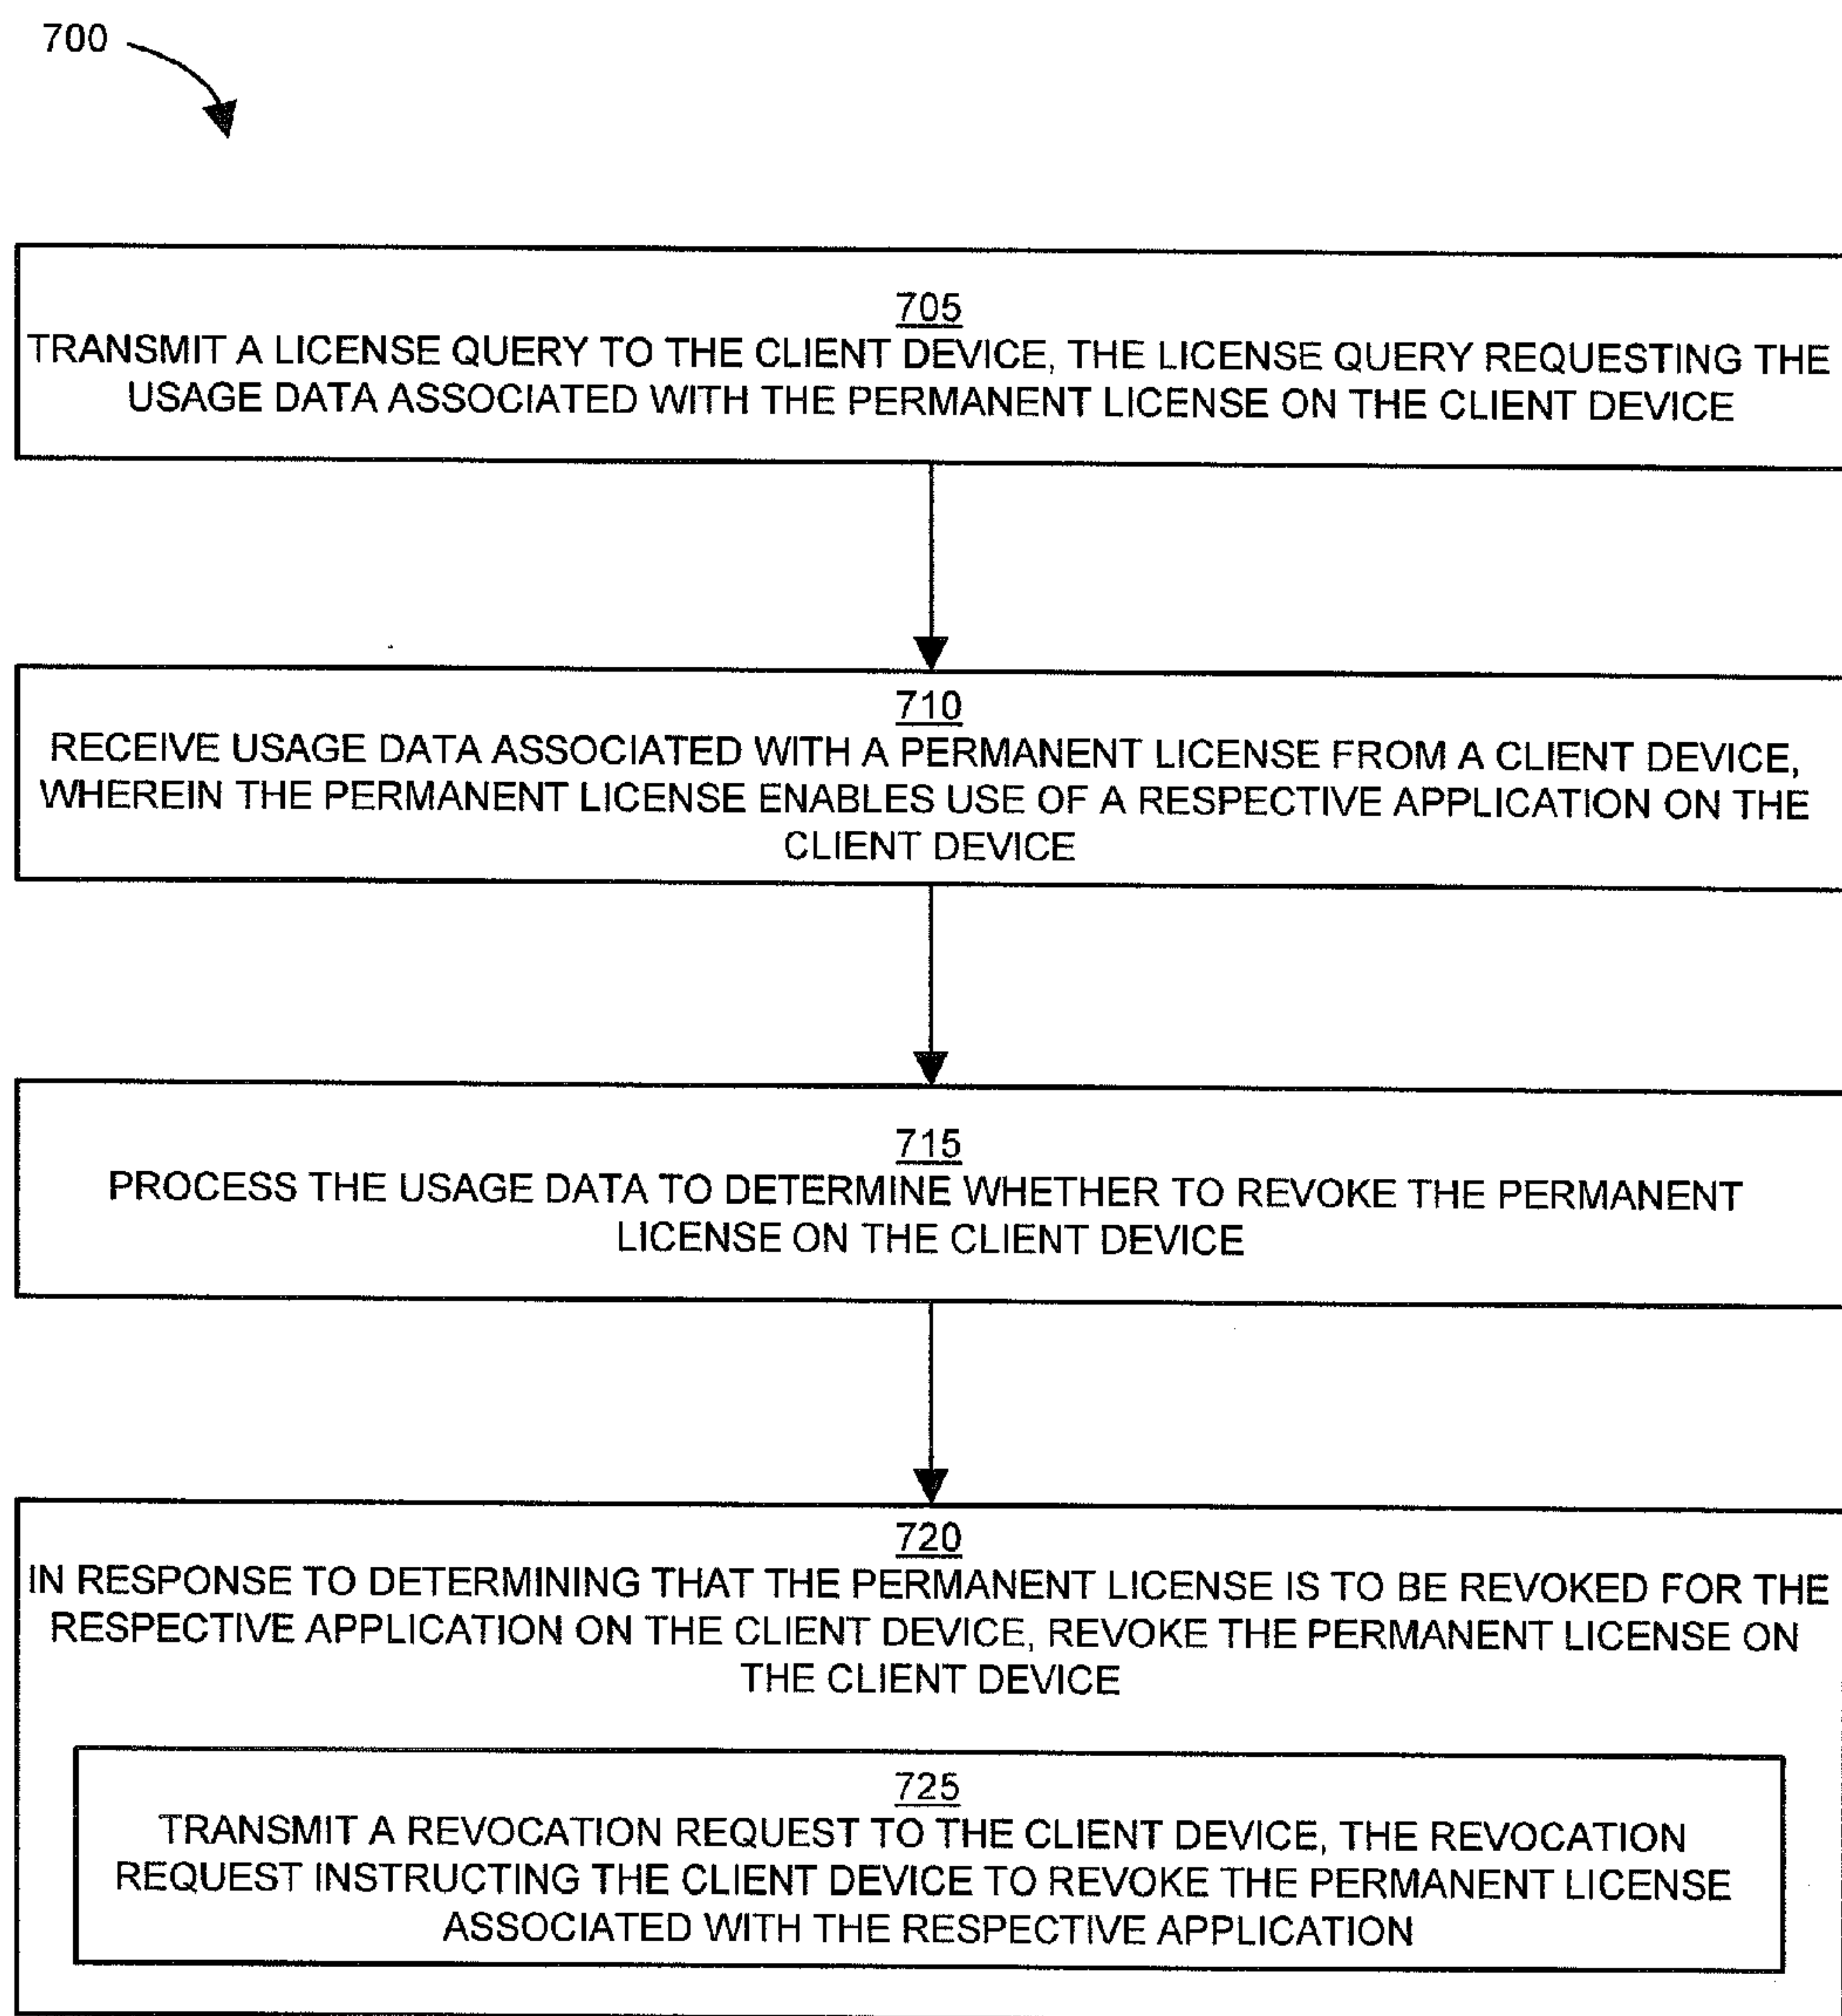 700
705
TRANSMIT A LICENSE QUERY TO THE CLIENT DEVICE, THE LICENSE QUERY REQUESTING THE
USAGE DATA ASSOCIATED WITH THE PERMANENT LICENSE ON THE CLIENT DEVICE
710
RECEIVE USAGE DATA ASSOCIATED WITH A PERMANENT LICENSE FROM A CLIENT DEVICE,
WHEREIN THE PERMANENT LICENSE ENABLES USE OF A RESPECTIVE APPLICATION ON THE
CLIENT DEVICE
715
PROCESS THE USAGE DATA TO DETERMINE WHETHER TO REVOKE THE PERMANENT
LICENSE ON THE CLIENT DEVICE
720
IN RESPONSE TO DETERMINING THAT THE PERMANENT LICENSE IS TO BE REVOKED FOR THE
RESPECTIVE APPLICATION ON THE CLIENT DEVICE, REVOKE THE PERMANENT LICENSE ON
THE CLIENT DEVICE
725
TRANSMIT A REVOCATION REQUEST TO THE CLIENT DEVICE, THE REVOCATION
REQUEST INSTRUCTING THE CLIENT DEVICE TO REVOKE THE PERMANENT LICENSE
ASSOCIATED WITH THE RESPECTIVE APPLICATION